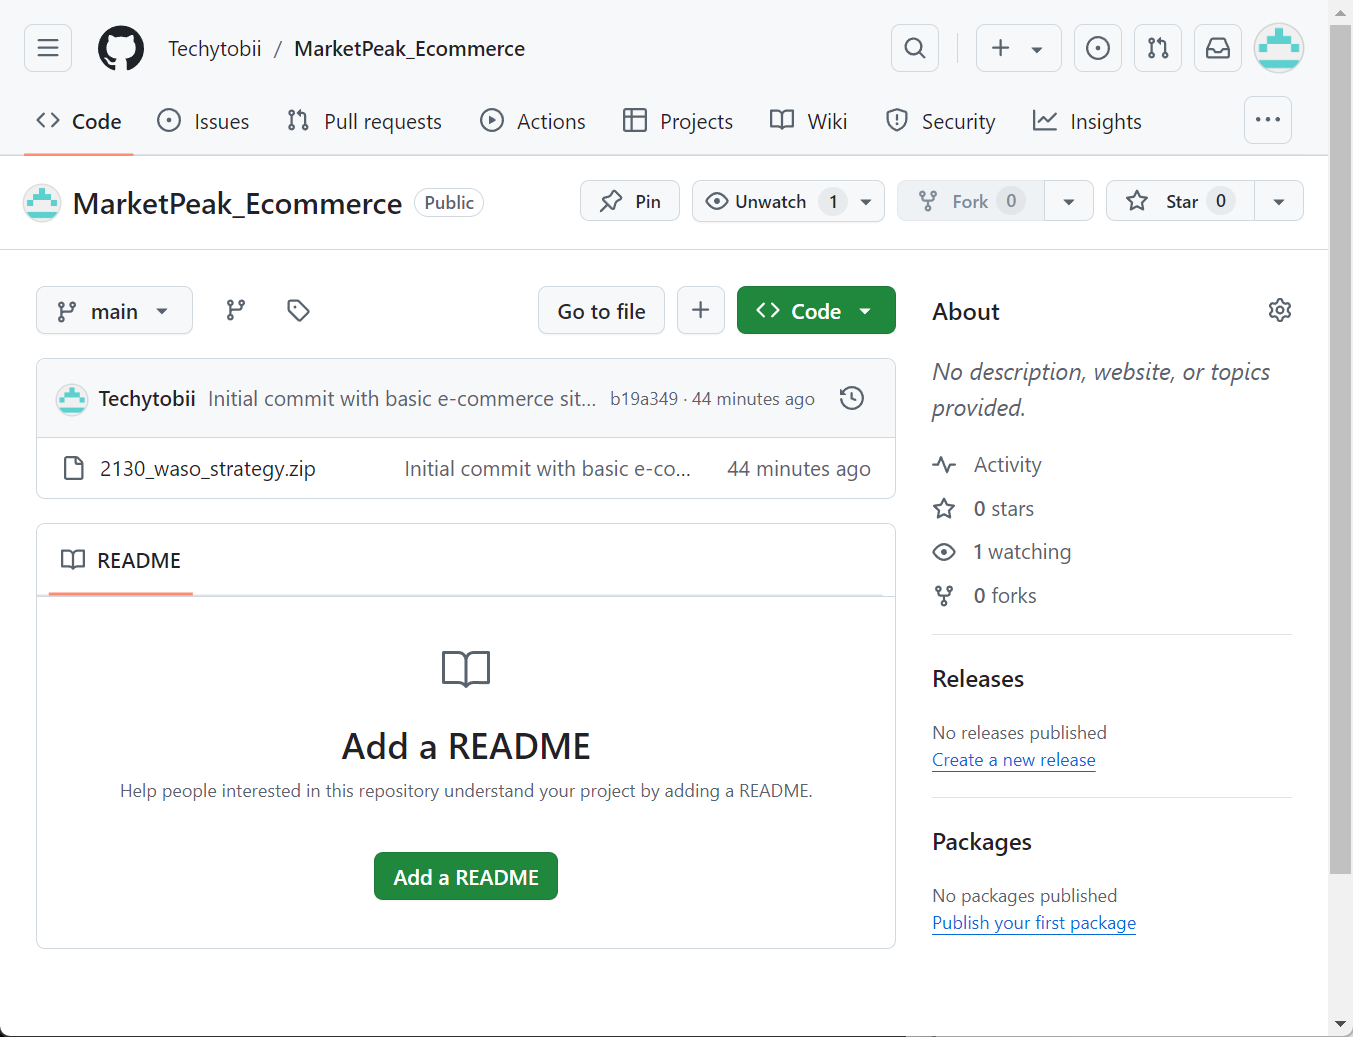 Techytobii / MarketPeak_Ecommerce
Code Issues Pull requests Actions Projects Wiki Security Insights
MarketPeak_Ecommerce Public Pin Unwatch 1 Fork 0 Star 0
main Go to file Code
Techytobii Initial commit with basic e-commerce sit... b19a349 · 44 minutes ago
2130_waso_strategy.zip Initial commit with basic e-co... 44 minutes ago
README
Add a README
Help people interested in this repository understand your project by adding a README.
Add a README
About
No description, website, or topics
provided.
Activity
0 stars
1 watching
0 forks
Releases
No releases published
Create a new release
Packages
No packages published
Publish your first package